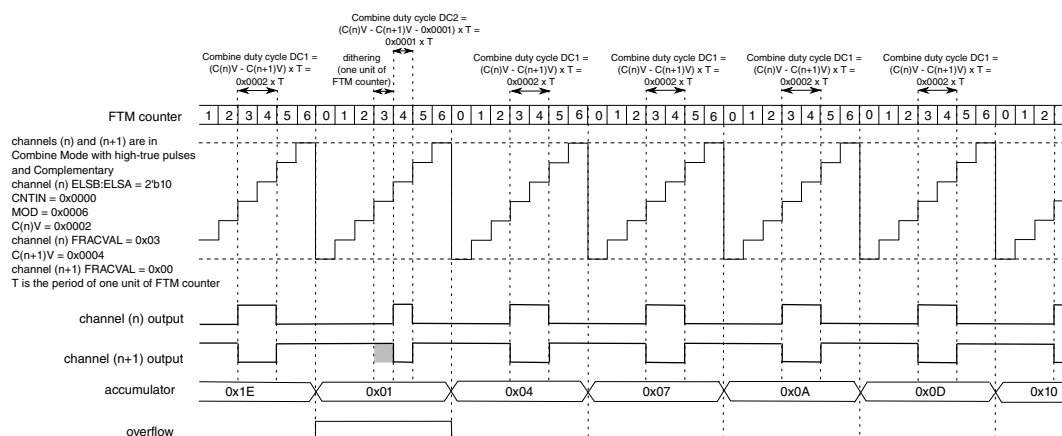 Combine duty cycle DC2 =
(C(n)V - C(n+1)V - 0x0001) x T =
0x0001 x T
Combine duty cycle DC1 =
(C(n)V - C(n+1)V) x T =
0x0002 x T
dithering
(one unit of
FTM counter)
Combine duty cycle DC1 =
(C(n)V - C(n+1)V) x T =
0x0002 x T
Combine duty cycle DC1 =
(C(n)V - C(n+1)V) x T =
0x0002 x T
Combine duty cycle DC1 =
(C(n)V - C(n+1)V) x T =
0x0002 x T
Combine duty cycle DC1 =
(C(n)V - C(n+1)V) x T =
0x0002 x T
FTM counter 1 2 3 4 5 6 0 1 2 3 4 5 6 0 1 2 3 4 5 6 0 1 2 3 4 5 6 0 1 2 3 4 5 6 0 1 2 3 4 5 6 0 1 2
channels (n) and (n+1) are in
Combine Mode with high-true pulses
and Complementary
channel (n) ELSB:ELSA = 2'b10
CNTIN = 0x0000
MOD = 0x0006
C(n)V = 0x0002
channel (n) FRACVAL = 0x03
C(n+1)V = 0x0004
channel (n+1) FRACVAL = 0x00
T is the period of one unit of FTM counter
channel (n) output
channel (n+1) output
accumulator 0x1E 0x01 0x04 0x07 0x0A 0x0D 0x10
overflow